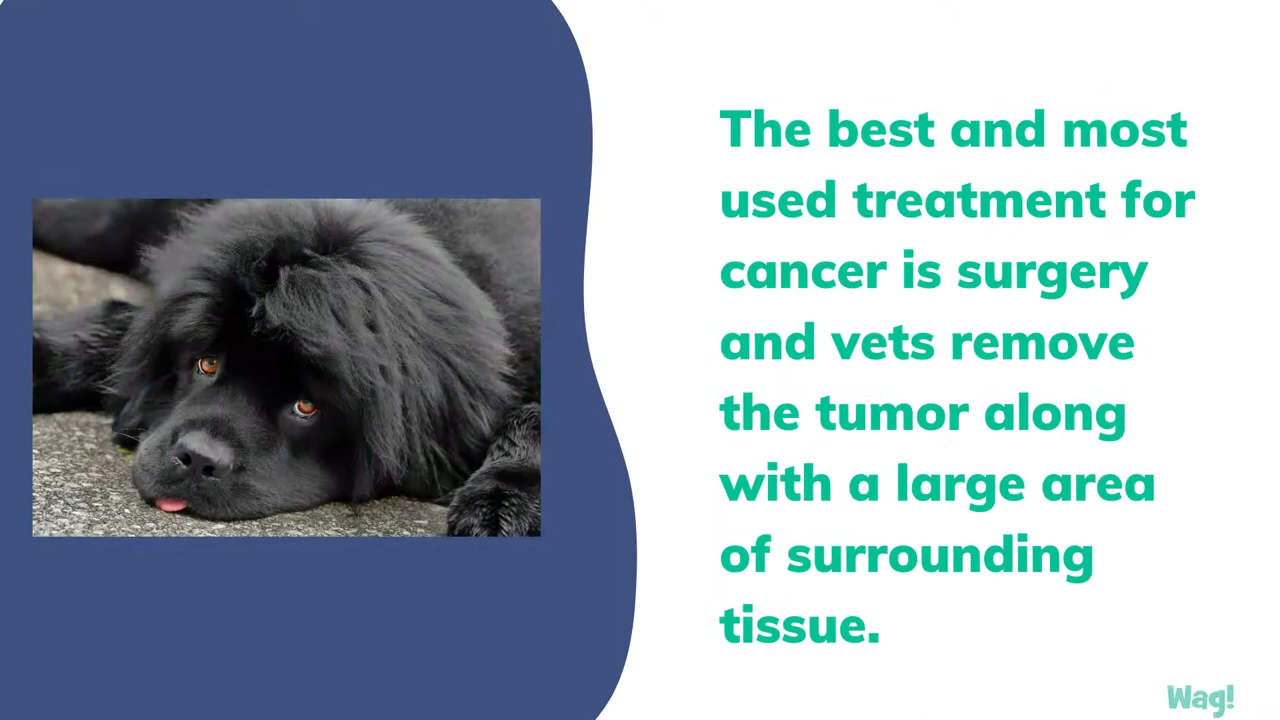 The best and most
used treatment for
cancer is surgery
and vets remove
the tumor along
with a large area
of surrounding
tissue.
Wag!